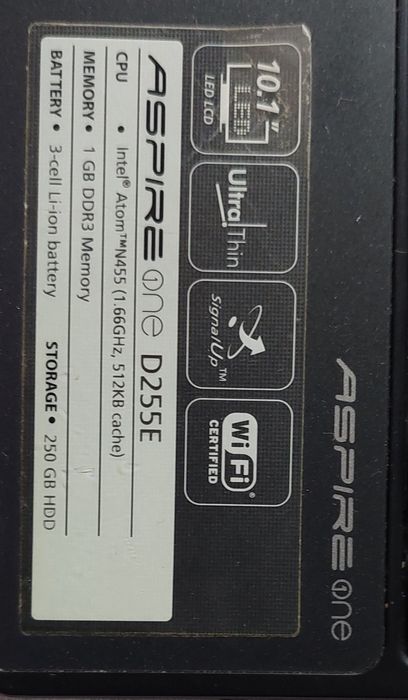 ASPIRE one
10.1"
LED
LED LCD
Ultra Thin
SignalUp™
Wi Fi®
CERTIFIED
ASPIRE one D255E
CPU • Intel® Atom™N455 (1.66GHz, 512KB cache)
MEMORY • 1 GB DDR3 Memory
BATTERY • 3-cell Li-ion battery STORAGE • 250 GB HDD